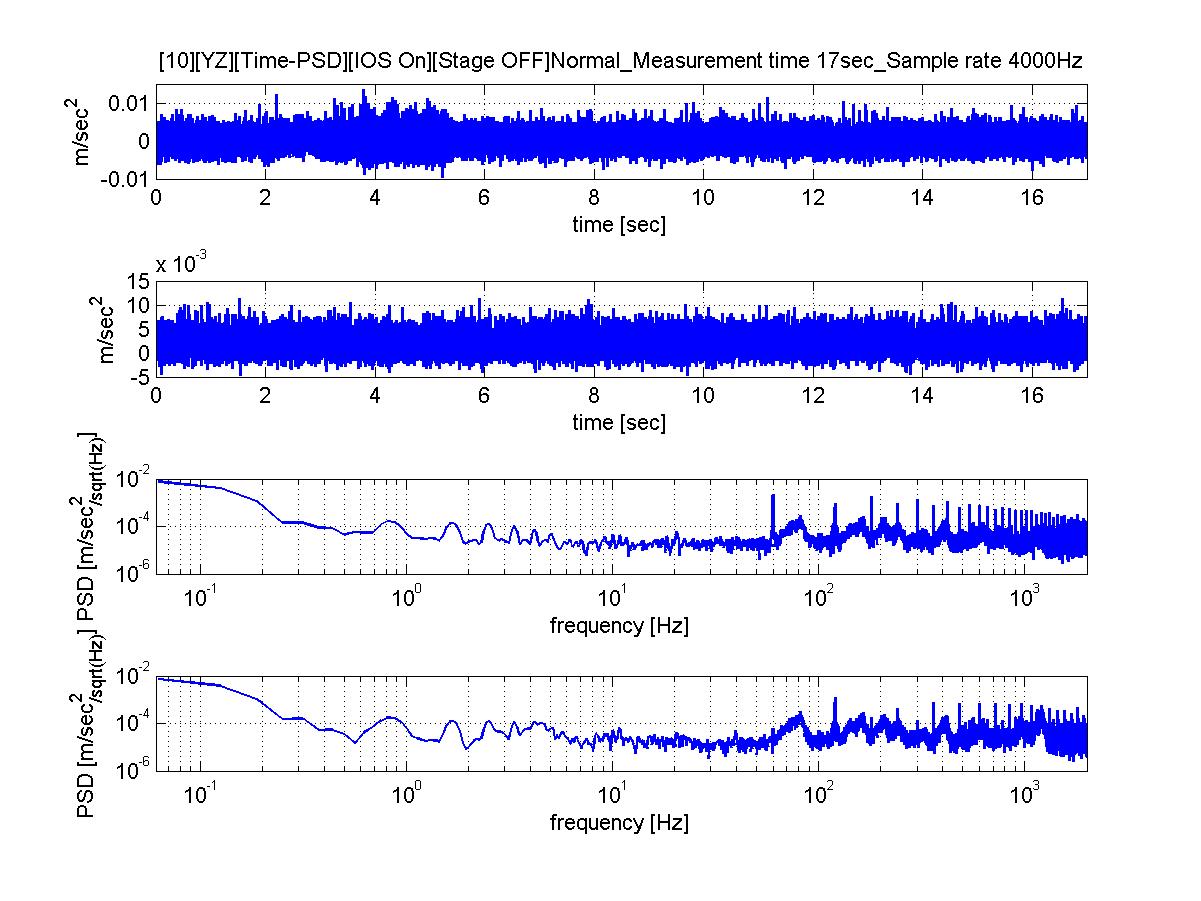 [10][YZ][Time-PSD][IOS On][Stage OFF]Normal_Measurement time 17sec_Sample rate 4000Hz
m/sec²
0.01
0
-0.01
0 2 4 6 8 10 12 14 16
time [sec]
x 10⁻³
m/sec²
15
10
5
0
-5
0 2 4 6 8 10 12 14 16
time [sec]
PSD [m/sec²/sqrt(Hz)]
10⁻²
10⁻⁴
10⁻⁶
10⁻¹ 10⁰ 10¹ 10² 10³
frequency [Hz]
PSD [m/sec²/sqrt(Hz)]
10⁻²
10⁻⁴
10⁻⁶
10⁻¹ 10⁰ 10¹ 10² 10³
frequency [Hz]